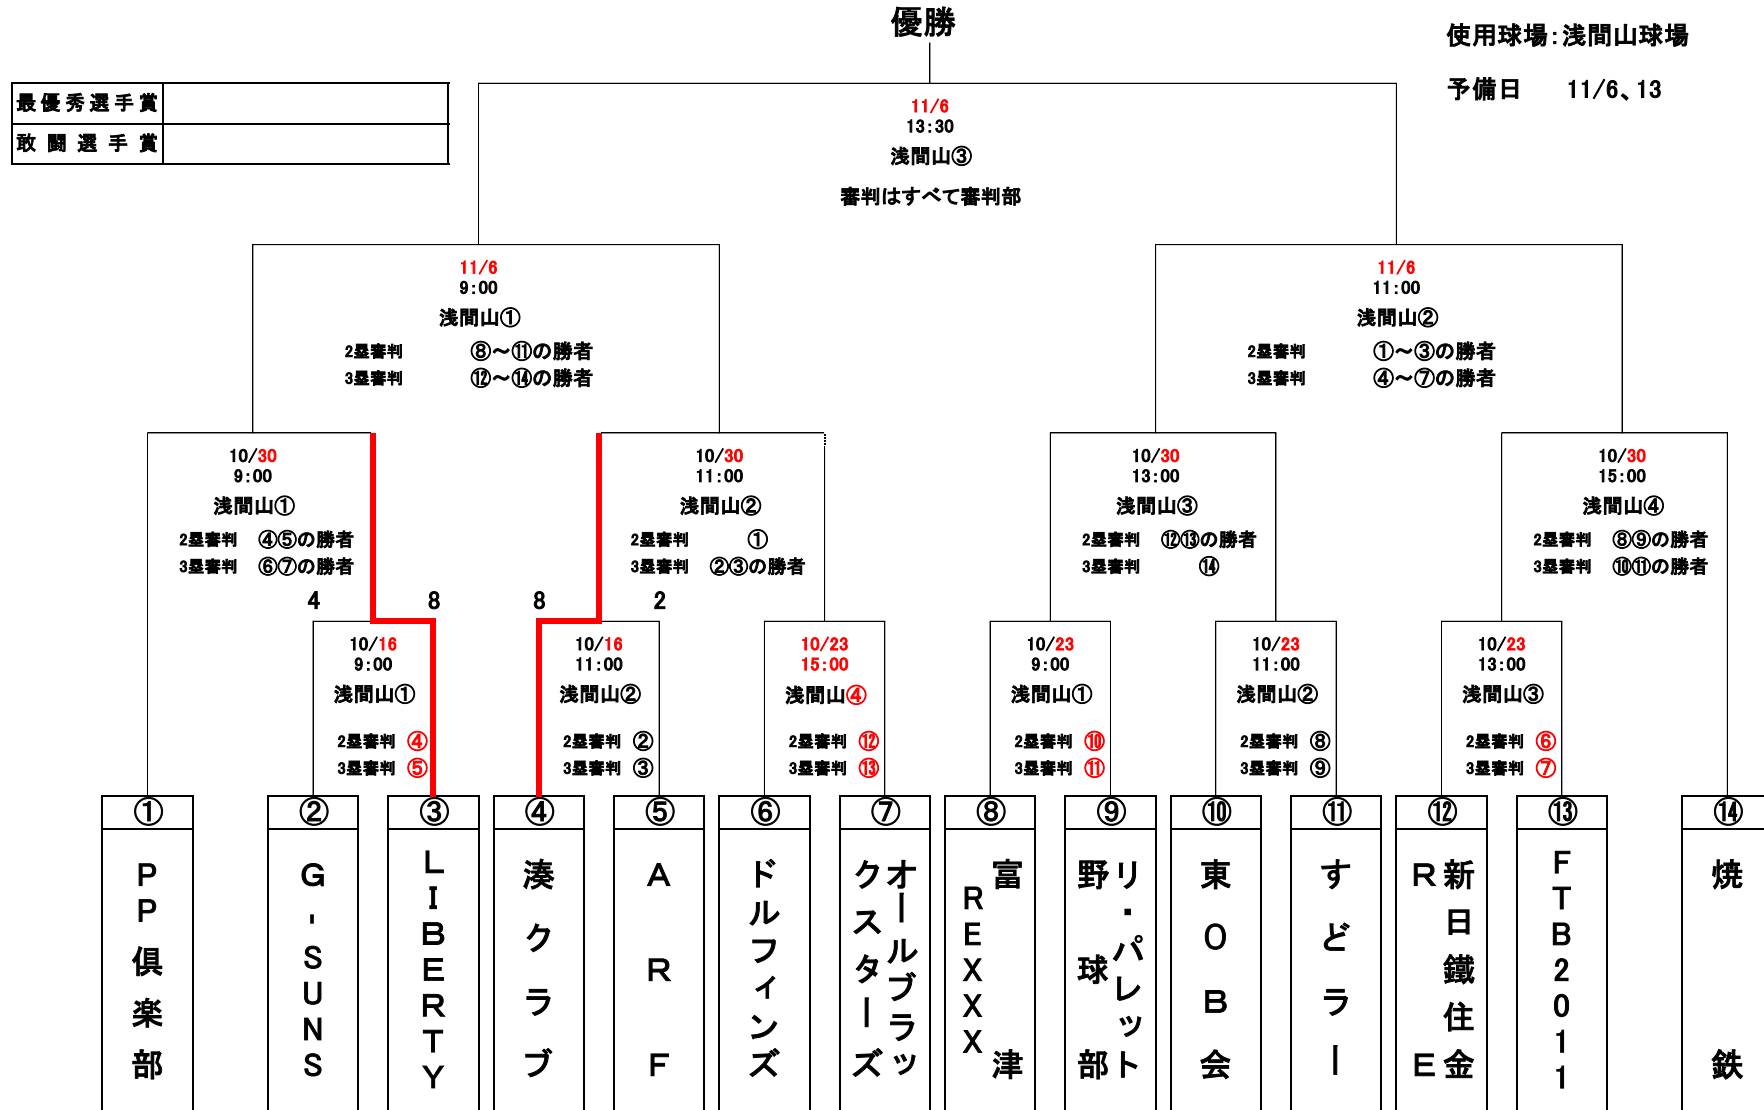 優勝
使用球場：浅間山球場
予備日　11/6、13
最優秀選手賞
敢闘選手賞
11/6
13：30
浅間山③
審判はすべて審判部
11/6
9：00
浅間山①
2塁審判　⑧～⑪の勝者
3塁審判　⑫～⑭の勝者
11/6
11：00
浅間山②
2塁審判　①～③の勝者
3塁審判　④～⑦の勝者
10/30
9：00
浅間山①
2塁審判　④⑤の勝者
3塁審判　⑥⑦の勝者
10/30
11：00
浅間山②
2塁審判　①
3塁審判　②③の勝者
10/30
13：00
浅間山③
2塁審判　⑫⑬の勝者
3塁審判　⑭
10/30
15：00
浅間山④
2塁審判　⑧⑨の勝者
3塁審判　⑩⑪の勝者
4　8　8　2
10/16
9：00
浅間山①
2塁審判　④
3塁審判　⑤
10/16
11：00
浅間山②
2塁審判　②
3塁審判　③
10/23
15：00
浅間山④
2塁審判　⑫
3塁審判　⑬
10/23
9：00
浅間山①
2塁審判　⑩
3塁審判　⑪
10/23
11：00
浅間山②
2塁審判　⑧
3塁審判　⑨
10/23
13：00
浅間山③
2塁審判　⑥
3塁審判　⑦
①
PP倶楽部
②
G-SUNS
③
LIBERTY
④
湊クラブ
⑤
ARF
⑥
ドルフィンズ
⑦
オールブラッ
クスターズ
⑧
富津
REXXX
⑨
リ・パレット
野球部
⑩
東OB会
⑪
すどラー
⑫
新日鐵住金
RE
⑬
FTB2011
⑭
焼鉄